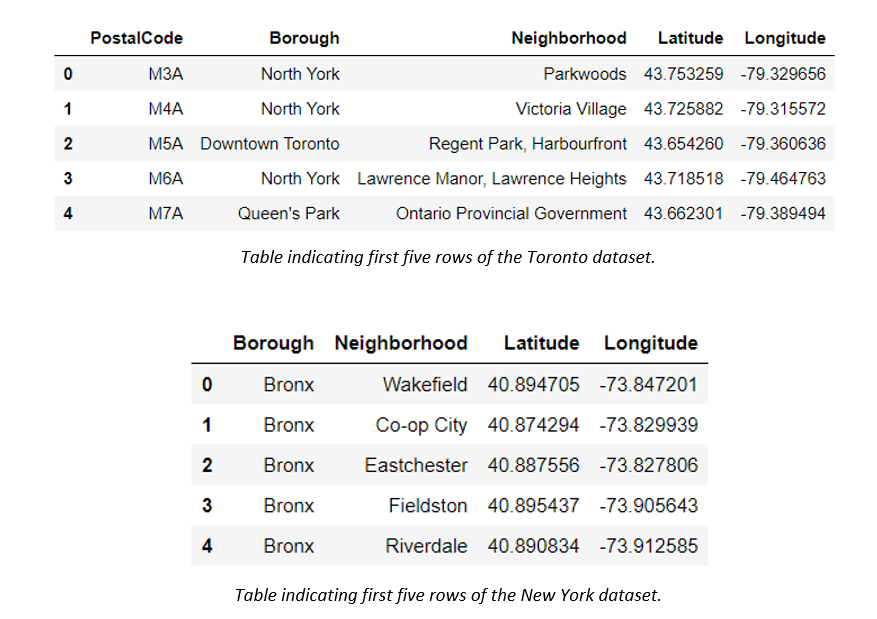 PostalCode Borough Neighborhood Latitude Longitude
0 M3A North York Parkwoods 43.753259 -79.329656
1 M4A North York Victoria Village 43.725882 -79.315572
2 M5A Downtown Toronto Regent Park, Harbourfront 43.654260 -79.360636
3 M6A North York Lawrence Manor, Lawrence Heights 43.718518 -79.464763
4 M7A Queen's Park Ontario Provincial Government 43.662301 -79.389494
Table indicating first five rows of the Toronto dataset.
Borough Neighborhood Latitude Longitude
0 Bronx Wakefield 40.894705 -73.847201
1 Bronx Co-op City 40.874294 -73.829939
2 Bronx Eastchester 40.887556 -73.827806
3 Bronx Fieldston 40.895437 -73.905643
4 Bronx Riverdale 40.890834 -73.912585
Table indicating first five rows of the New York dataset.